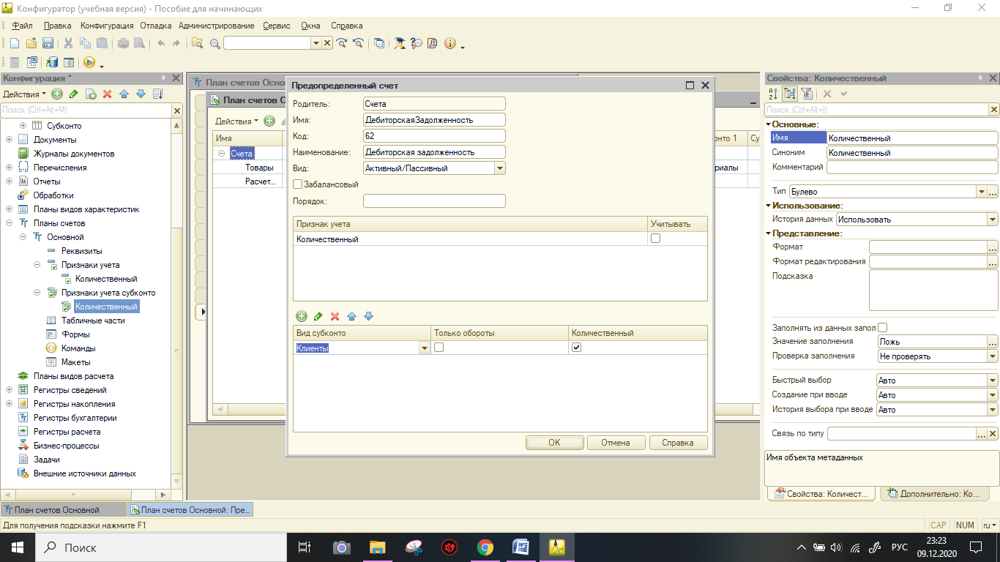 Конфигуратор (учебная версия) - Пособие для начинающих
Файл Правка Конфигурация Отладка Администрирование Сервис Окна Справка
Конфигурация *
Действия
Поиск (Ctrl+Alt+M)
Субконто
Документы
Журналы документов
Перечисления
Отчеты
Обработки
Планы видов характеристик
Планы счетов
Основной
Реквизиты
Признаки учета
Количественный
Признаки учета субконто
Количественный
Табличные части
Формы
Команды
Макеты
Планы видов расчета
Регистры сведений
Регистры накопления
Регистры бухгалтерии
Регистры расчета
Бизнес-процессы
Задачи
Внешние источники данных
План счетов Осно
План счетов О
Действия
Имя
Счета
Товары
Расчет...
онто 1 Су
риалы
Предопределенный счет
Родитель: Счета
Имя: ДебиторскаяЗадолженность
Код: 62
Наименование: Дебиторская задолженность
Вид: Активный/Пассивный
Забалансовый
Порядок:
Признак учета Учитывать
Количественный
Вид субконто Только обороты Количественный
Клиенты
ОК Отмена Справка
Свойства: Количественный
Поиск (Ctrl+Alt+I)
Основные:
Имя Количественный
Синоним Количественный
Комментарий
Тип Булево
Использование:
История данных Использовать
Представление:
Формат
Формат редактирования
Подсказка
Заполнять из данных запол
Значение заполнения Ложь
Проверка заполнения Не проверять
Быстрый выбор Авто
Создание при вводе Авто
История выбора при вводе Авто
Связь по типу
Имя объекта метаданных
Свойства: Количест... Дополнительно: Ко...
План счетов Основной План счетов Основной: Пре...
Для получения подсказки нажмите F1 CAP NUM ru
Поиск
РУС
23:23
09.12.2020